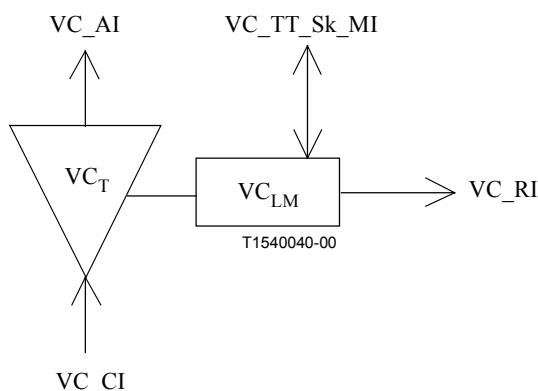 VC_AI
VC_TT_Sk_MI
VC_T
VC_LM
VC_RI
T1540040-00
VC_CI